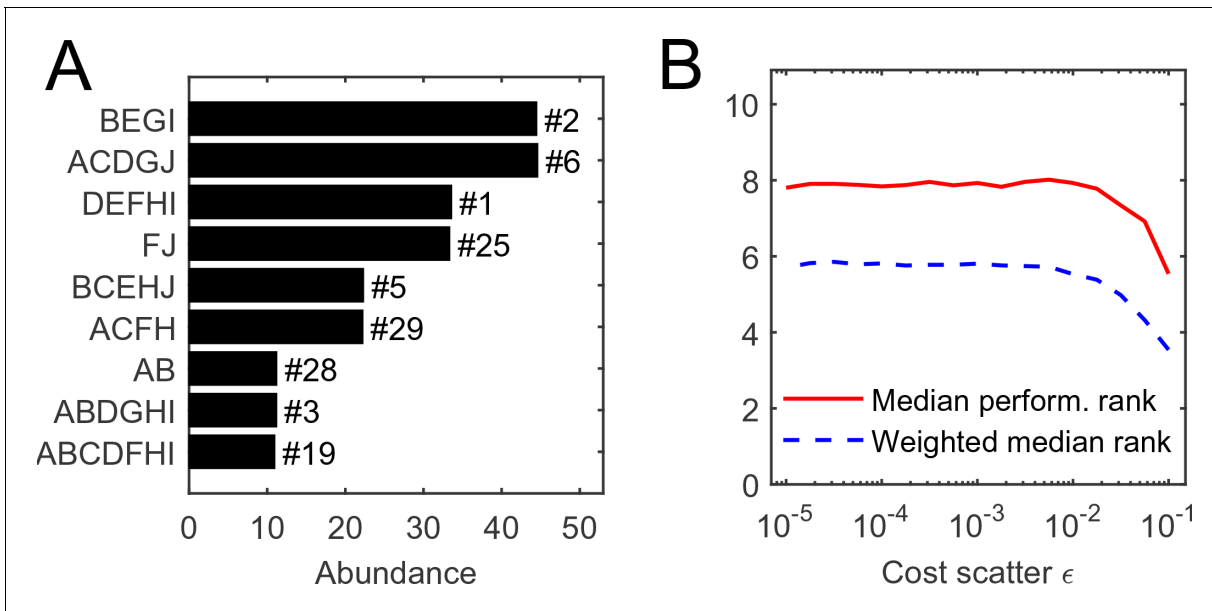 A
BEGI #2
ACDGJ #6
DEFHI #1
FJ #25
BCEHJ #5
ACFH #29
AB #28
ABDGHI #3
ABCDFHI #19
0 10 20 30 40 50
Abundance
B
10
8
6
4
2
0
Median perform. rank
Weighted median rank
10^-5 10^-4 10^-3 10^-2 10^-1
Cost scatter ϵ